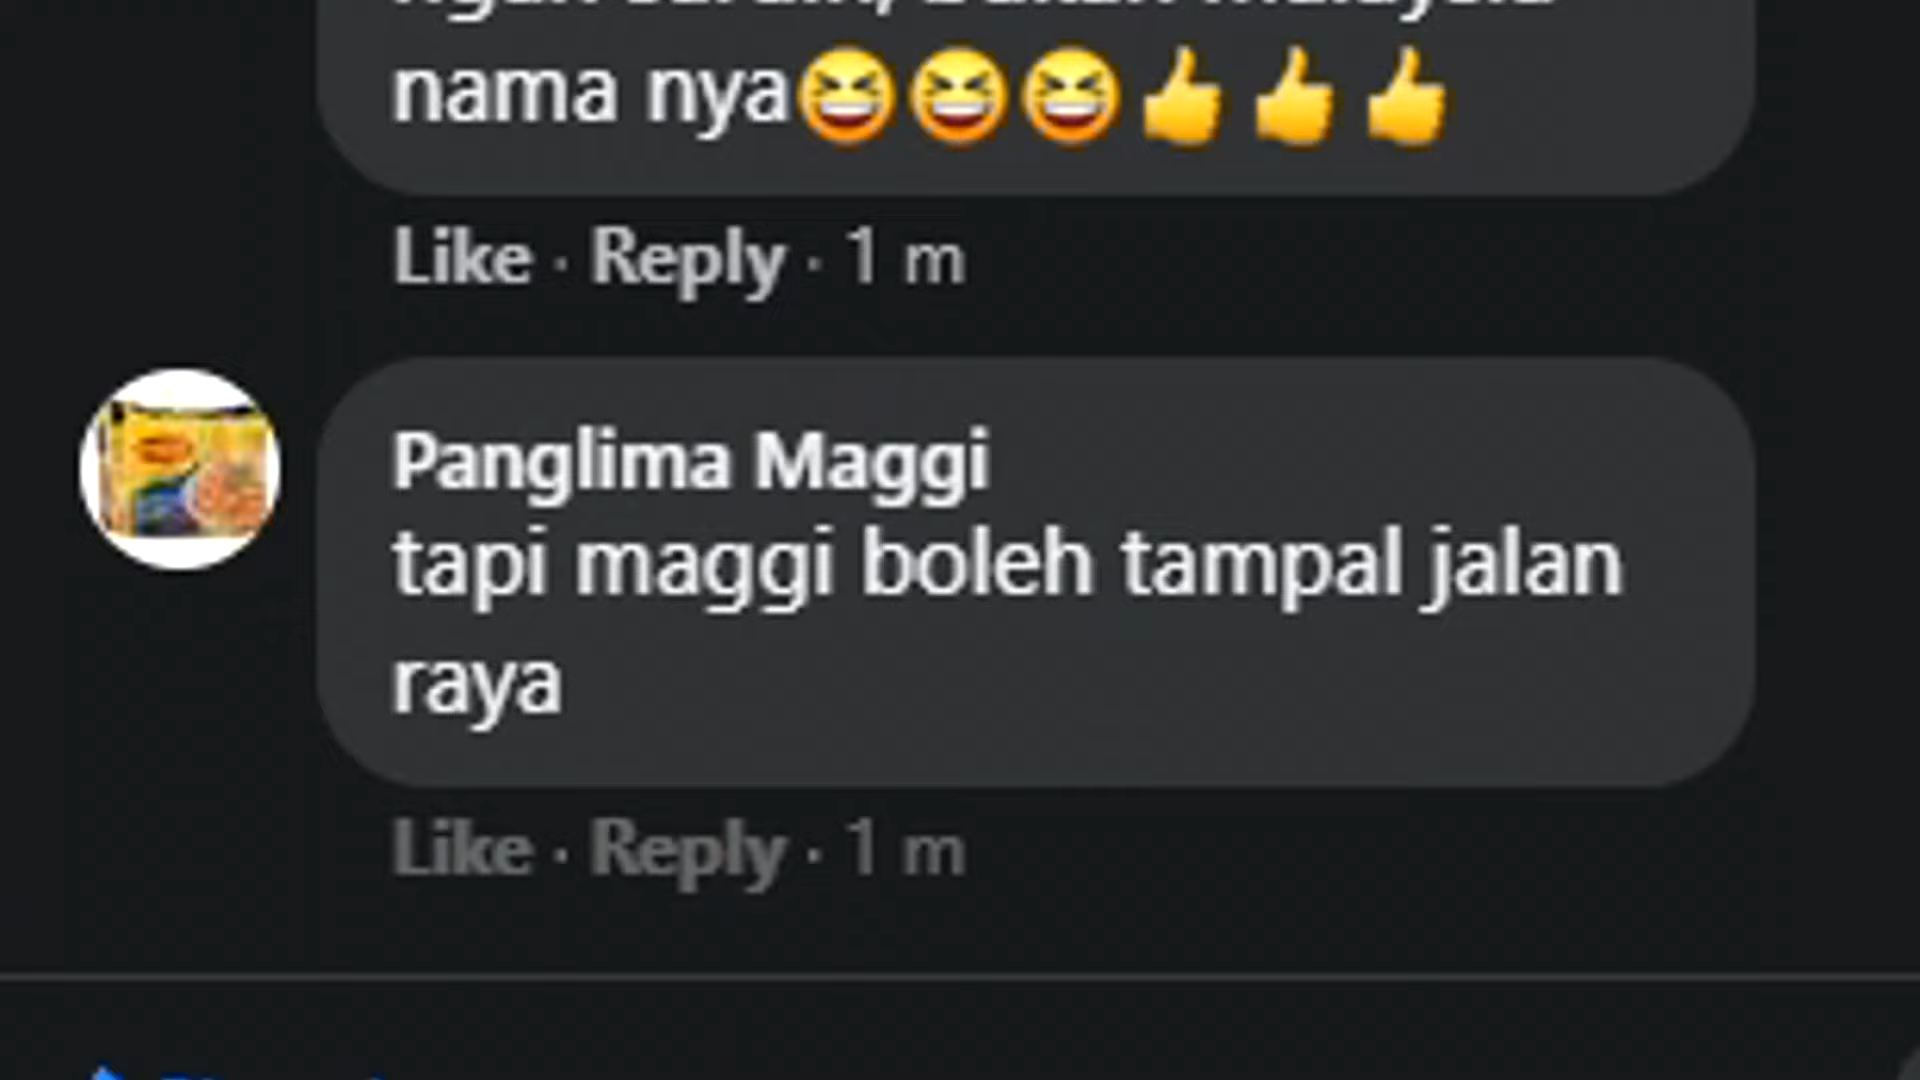 nama nya😆😆😆👍👍👍
Like · Reply · 1 m
Panglima Maggi
tapi maggi boleh tampal jalan
raya
Like · Reply · 1 m